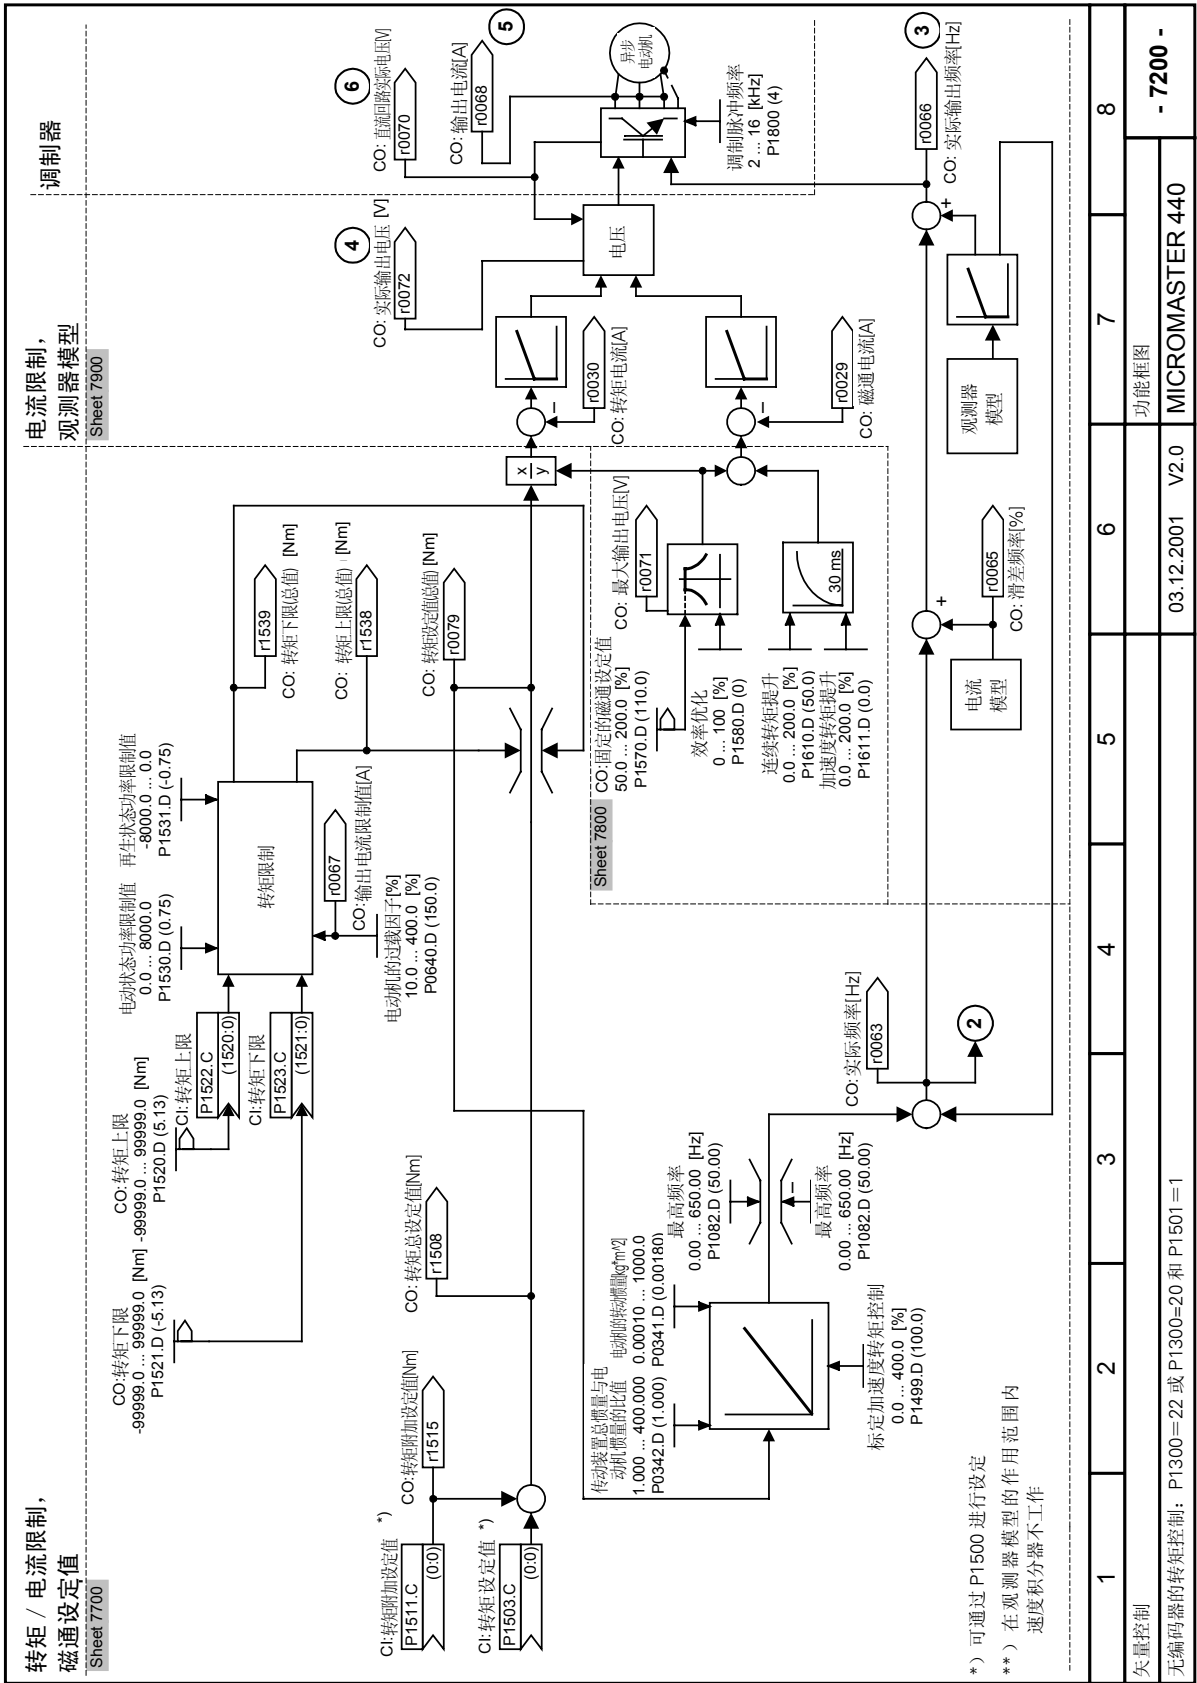 转矩 / 电流限制，
磁通设定值
Sheet 7700
电流限制，
观测器模型
Sheet 7900
调制器
CO:转矩下限
-99999.0 ... 99999.0 [Nm]
P1521.D (-5.13)
CO: 转矩上限
-99999.0 ... 99999.0 [Nm]
P1520.D (5.13)
CI:转矩上限
P1522.C
(1520:0)
CI:转矩下限
P1523.C
(1521:0)
电动状态功率限制值
0.0 ... 8000.0
P1530.D (0.75)
再生状态功率限制值
-8000.0 ... 0.0
P1531.D (-0.75)
转矩限制
r0067
CO:输出电流限制值[A]
电动机的过载因子[%]
10.0 ... 400.0 [%]
P0640.D (150.0)
r1539
CO: 转矩下限(总值) [Nm]
CO: 转矩上限(总值) [Nm]
r1538
CO: 转矩设定值(总值) [Nm]
r0079
CI:转矩附加设定值 *)
P1511.C
(0:0)
CO:转矩附加设定值[Nm]
r1515
CI:转矩设定值 *)
P1503.C
(0:0)
CO: 转矩总设定值[Nm]
r1508
x
y
4
CO: 实际输出电压 [V]
r0072
6
CO: 直流回路实际电压[V]
r0070
CO: 输出电流[A]
r0068
5
异步
电动机
调制脉冲频率
2 ... 16 [kHz]
P1800 (4)
电压
r0030
CO: 转矩电流[A]
r0029
CO: 磁通电流[A]
Sheet 7800
CO:固定的磁通设定值
50.0 ... 200.0 [%]
P1570.D (110.0)
CO: 最大输出电压[V]
r0071
效率优化
0 ... 100 [%]
P1580.D (0)
连续转矩提升
0.0 ... 200.0 [%]
P1610.D (50.0)
加速度转矩提升
0.0 ... 200.0 [%]
P1611.D (0.0)
30 ms
传动装置总惯量与电
动机惯量的比值
1.000 ... 400.000
P0342.D (1.000)
电动机的转动惯量[kg*m^2]
0.00010 ... 1000.0
P0341.D (0.00180)
标定加速度转矩控制
0.0 ... 400.0 [%]
P1499.D (100.0)
最高频率
0.00 ... 650.00 [Hz]
P1082.D (50.00)
最高频率
0.00 ... 650.00 [Hz]
P1082.D (50.00)
–
CO: 实际频率[Hz]
r0063
2
电流
模型
r0065
CO: 滑差频率[%]
+
观测器
模型
+
3
r0066
CO: 实际输出频率[Hz]
*） 可通过 P1500 进行设定
**） 在观测器模型的作用范围内
速度积分器不工作
1 2 3 4 5 6 7 8
矢量控制
功能框图
- 7200 -
无编码器的转矩控制：P1300=22 或 P1300=20 和 P1501=1
03.12.2001 V2.0
MICROMASTER 440